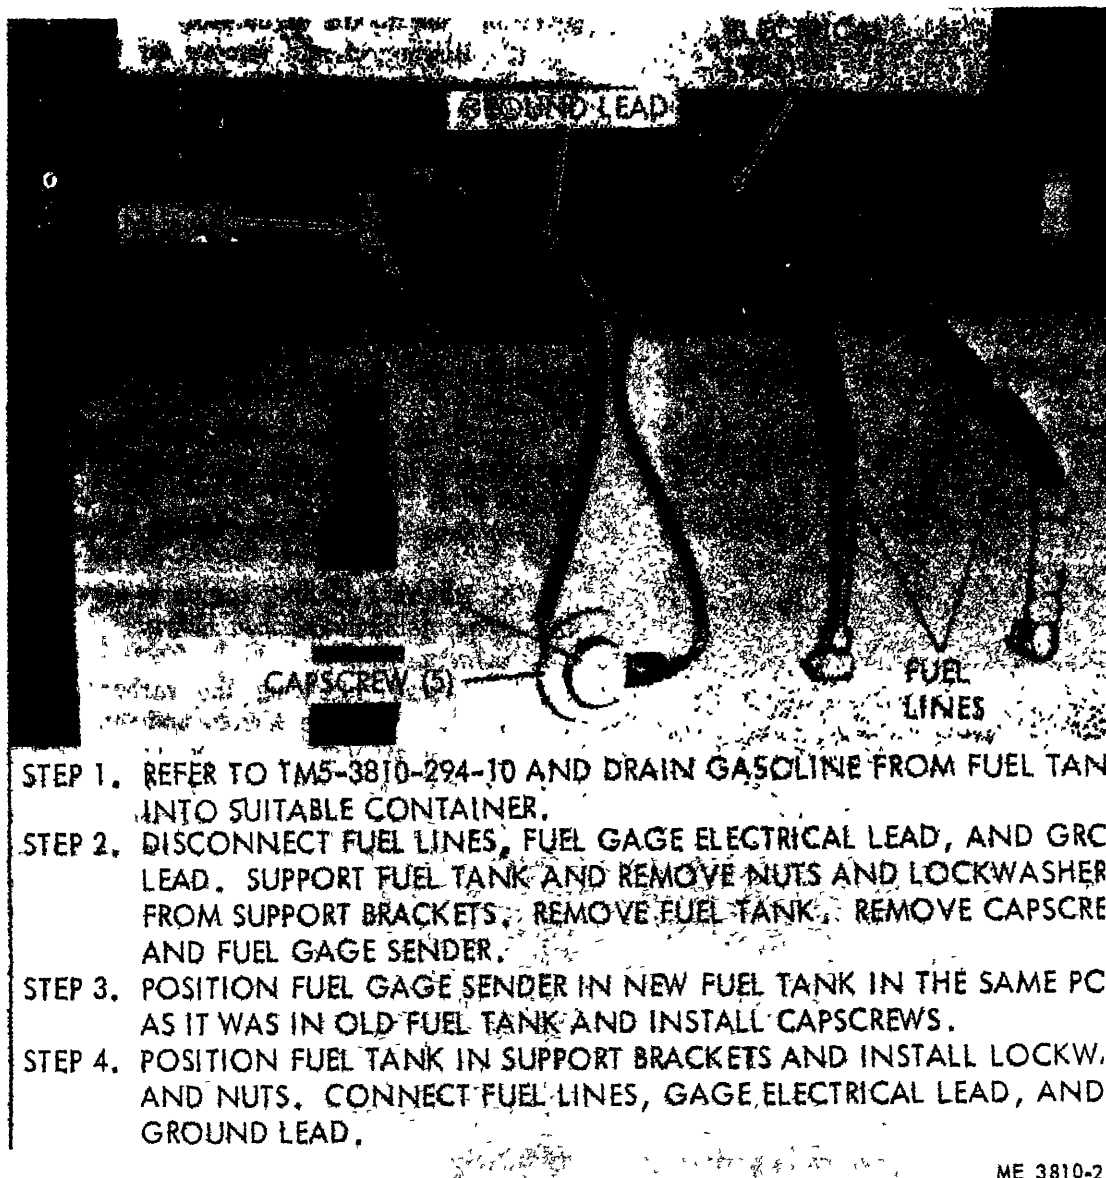 GROUND LEAD
CAPSCREW (5)
FUEL
LINES
STEP 1. REFER TO TM5-3810-294-10 AND DRAIN GASOLINE FROM FUEL TAN
INTO SUITABLE CONTAINER.
STEP 2. DISCONNECT FUEL LINES, FUEL GAGE ELECTRICAL LEAD, AND GRO
LEAD. SUPPORT FUEL TANK AND REMOVE NUTS AND LOCKWASHER
FROM SUPPORT BRACKETS. REMOVE FUEL TANK. REMOVE CAPSCRE
AND FUEL GAGE SENDER.
STEP 3. POSITION FUEL GAGE SENDER IN NEW FUEL TANK IN THE SAME PO
AS IT WAS IN OLD FUEL TANK AND INSTALL CAPSCREWS.
STEP 4. POSITION FUEL TANK IN SUPPORT BRACKETS AND INSTALL LOCKW
AND NUTS. CONNECT FUEL LINES, GAGE ELECTRICAL LEAD, AND
GROUND LEAD.
ME 3810-2